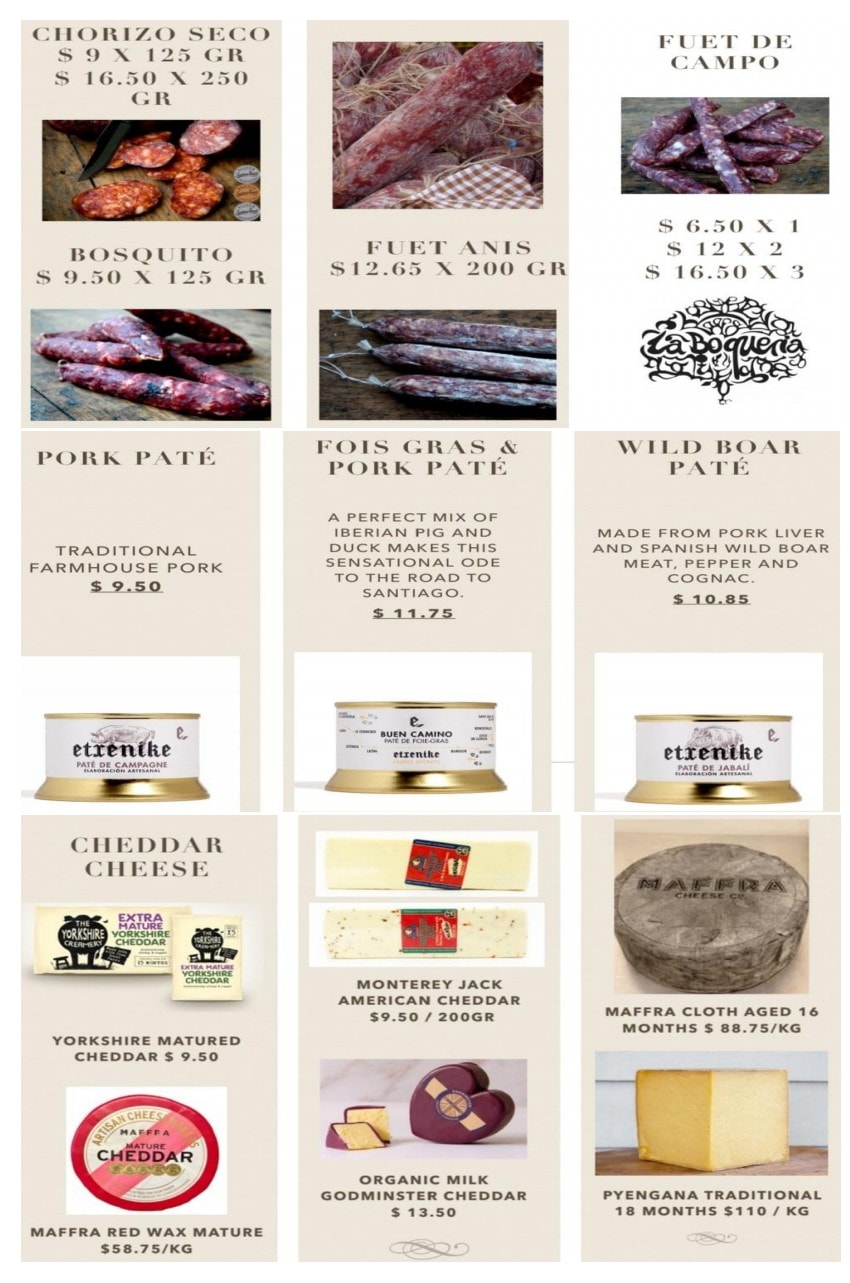 CHORIZO SECO
$ 9 X 125 GR
$ 16.50 X 250
GR
BOSQUITO
$ 9.50 X 125 GR
FUET ANIS
$12.65 X 200 GR
FUET DE
CAMPO
$ 6.50 X 1
$ 12 X 2
$ 16.50 X 3
La Boqueria
PORK PATÉ
TRADITIONAL
FARMHOUSE PORK
$ 9.50
etxenike
PATÉ DE CAMPAGNE
ELABORACIÓN ARTESANAL
FOIS GRAS &
PORK PATÉ
A PERFECT MIX OF
IBERIAN PIG AND
DUCK MAKES THIS
SENSATIONAL ODE
TO THE ROAD TO
SANTIAGO.
$ 11.75
BUEN CAMINO
PATÉ DE FOIE-GRAS
etxenike
LEÓN
BURGOS
WILD BOAR
PATÉ
MADE FROM PORK LIVER
AND SPANISH WILD BOAR
MEAT, PEPPER AND
COGNAC.
$ 10.85
etxenike
PATÉ DE JABALÍ
ELABORACIÓN ARTESANAL
CHEDDAR
CHEESE
THE
YORKSHIRE
CREAMERY
EXTRA
MATURE
YORKSHIRE
CHEDDAR
15 MONTHS
THE
YORKSHIRE
CREAMERY
EXTRA MATURE
YORKSHIRE
CHEDDAR
YORKSHIRE MATURED
CHEDDAR $ 9.50
MAFFRA
MATURE
CHEDDAR
MAFFRA RED WAX MATURE
$58.75/KG
MONTEREY JACK
AMERICAN CHEDDAR
$9.50 / 200GR
ORGANIC MILK
GODMINSTER CHEDDAR
$ 13.50
MAFFRA
CHEESE CO.
MAFFRA CLOTH AGED 16
MONTHS $ 88.75/KG
PYENGANA TRADITIONAL
18 MONTHS $110 / KG